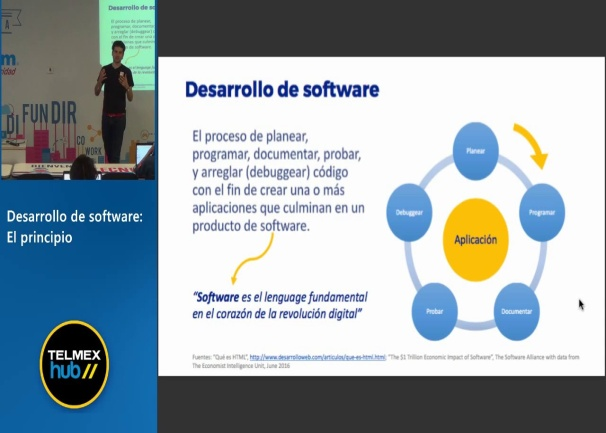 Desarrollo de software:
El principio
TELMEX
hub//
FUNDIR
CO
WORK
Desarrollo de software
El proceso de planear,
programar, documentar, probar,
y arreglar (debuggear) código
con el fin de crear una o más
aplicaciones que culminan en un
producto de software.
"Software es el lenguage fundamental
en el corazón de la revolución digital"
Planear
Programar
Documentar
Probar
Debuggear
Aplicación
Fuentes: "Qué es HTML", http://www.desarrolloweb.com/articulos/que-es-html.html; "The $1 Trillion Economic Impact of Software", The Software Alliance with data from
The Economist Intelligence Unit, June 2016